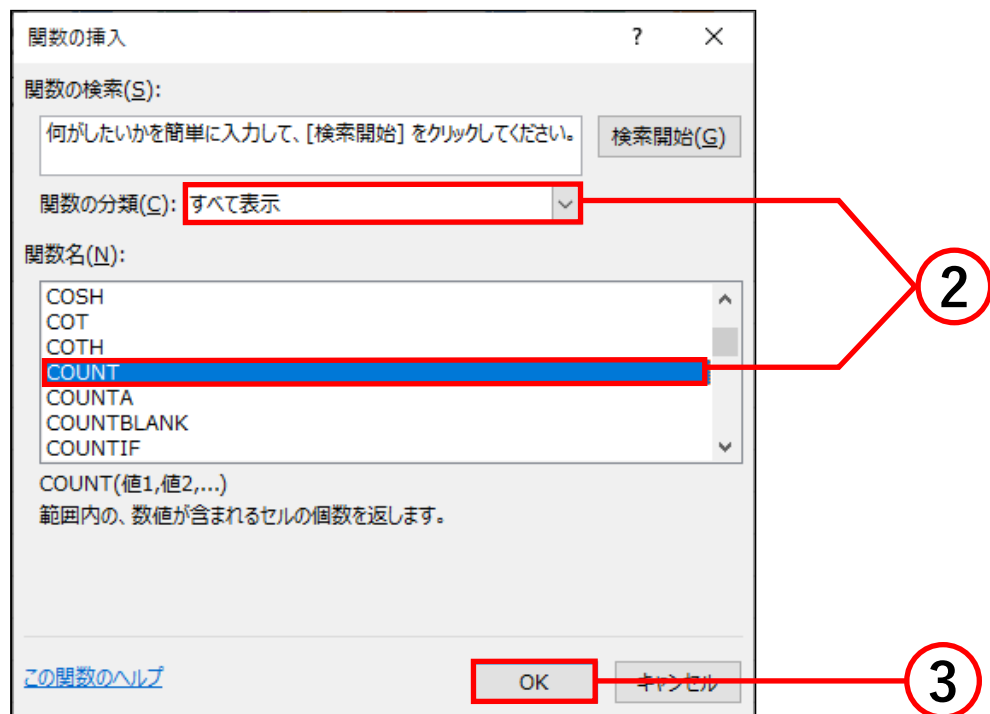 関数の挿入 ? ×
関数の検索(S):
何がしたいかを簡単に入力して、[検索開始] をクリックしてください。
検索開始(G)
関数の分類(C): すべて表示
関数名(N):
COSH
COT
COTH
COUNT
COUNTA
COUNTBLANK
COUNTIF
②
COUNT(値1,値2,...)
範囲内の、数値が含まれるセルの個数を返します。
この関数のヘルプ
OK
キャンセル
③